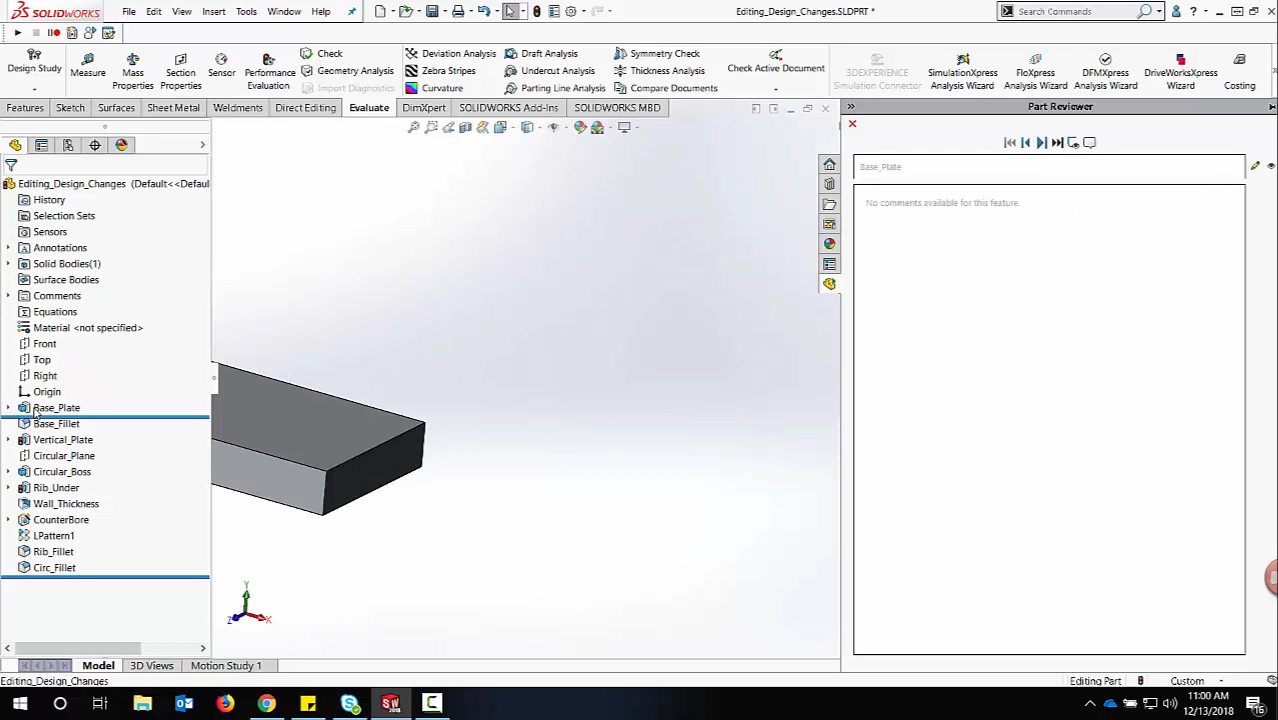 SOLIDWORKS File Edit View Insert Tools Window Help Editing_Design_Changes.SLDPRT * Search Commands
Design Study Measure Mass Properties Section Properties Sensor Performance Evaluation
Check
Geometry Analysis
Import Diagnostics
Deviation Analysis
Zebra Stripes
Curvature
Draft Analysis
Undercut Analysis
Parting Line Analysis
Symmetry Check
Thickness Analysis
Compare Documents
Check Active Document
3DEXPERIENCE Simulation Connector
SimulationXpress Analysis Wizard
FloXpress Analysis Wizard
DFMXpress Analysis Wizard
DriveWorksXpress Wizard
Costing
Features Sketch Surfaces Sheet Metal Weldments Direct Editing Evaluate DimXpert SOLIDWORKS Add-Ins SOLIDWORKS MBD
Part Reviewer
Base_Plate
No comments available for this feature.
Editing_Design_Changes (Default<<Defaul
History
Selection Sets
Sensors
Annotations
Solid Bodies(1)
Surface Bodies
Comments
Equations
Material <not specified>
Front
Top
Right
Origin
Base_Plate
Base_Fillet
Vertical_Plate
Circular_Plane
Circular_Boss
Rib_Under
Wall_Thickness
CounterBore
LPattern1
Rib_Fillet
Circ_Fillet
Y
Z X
Model 3D Views Motion Study 1
Editing_Design_Changes Editing Part Custom
11:00 AM
12/13/2018
16